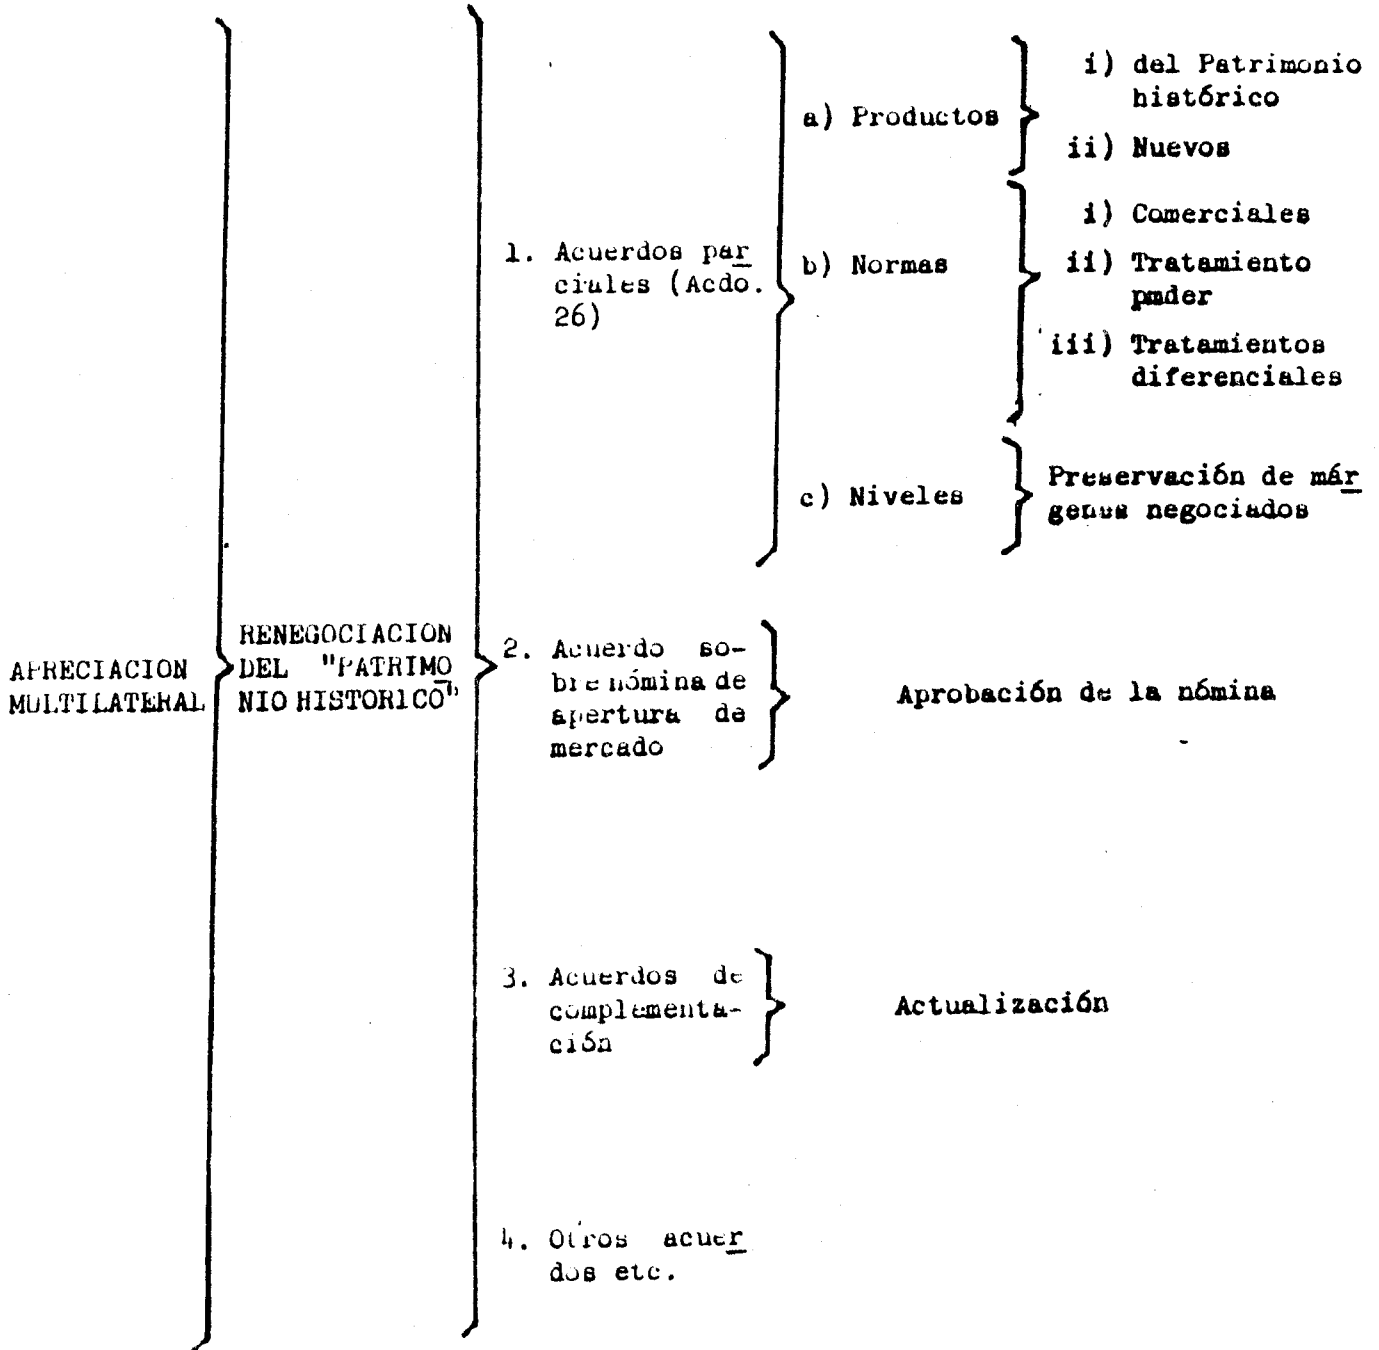 APRECIACION
MULTILATERAL
RENEGOCIACION
DEL "PATRIMO
NIO HISTORICO"
1. Acuerdos par
ciales (Acdo.
26)
a) Productos
i) del Patrimonio
histórico
ii) Nuevos
b) Normas
i) Comerciales
ii) Tratamiento
pmder
iii) Tratamientos
diferenciales
c) Niveles
Preservación de már
genes negociados
2. Acuerdo so-
bre nómina de
apertura de
mercado
Aprobación de la nómina
3. Acuerdos de
complementa-
ción
Actualización
4. Otros acuer
dos etc.